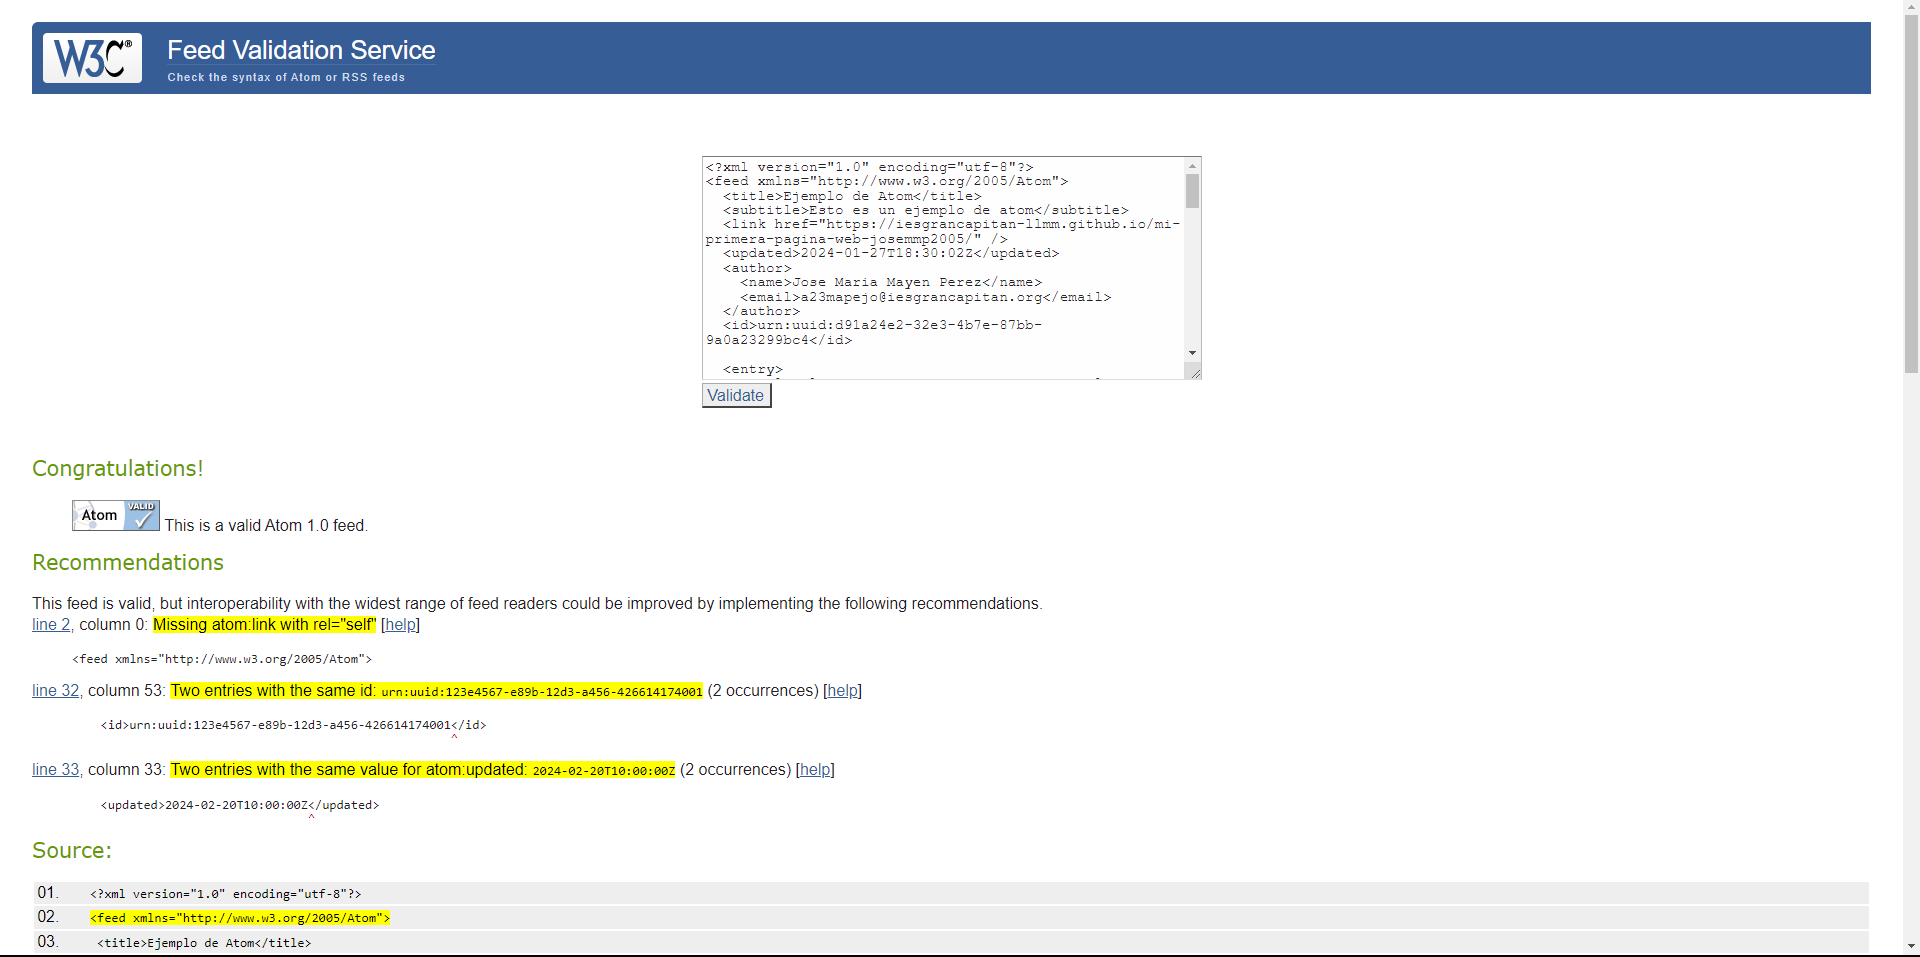 W3C®
Feed Validation Service
Check the syntax of Atom or RSS feeds
<?xml version="1.0" encoding="utf-8"?>
<feed xmlns="http://www.w3.org/2005/Atom">
<title>Ejemplo de Atom</title>
<subtitle>Esto es un ejemplo de atom</subtitle>
<link href="https://iesgrancapitan-llmm.github.io/mi-
primera-pagina-web-josemmp2005/" />
<updated>2024-01-27T18:30:02Z</updated>
<author>
<name>Jose Maria Mayen Perez</name>
<email>a23mapejo@iesgrancapitan.org</email>
</author>
<id>urn:uuid:d91a24e2-32e3-4b7e-87bb-
9a0a23299bc4</id>
<entry>
Validate
Congratulations!
Atom VALID This is a valid Atom 1.0 feed.
Recommendations
This feed is valid, but interoperability with the widest range of feed readers could be improved by implementing the following recommendations.
line 2, column 0: Missing atom:link with rel="self" [help]
<feed xmlns="http://www.w3.org/2005/Atom">
line 32, column 53: Two entries with the same id: urn:uuid:123e4567-e89b-12d3-a456-426614174001 (2 occurrences) [help]
<id>urn:uuid:123e4567-e89b-12d3-a456-426614174001</id>
^
line 33, column 33: Two entries with the same value for atom:updated: 2024-02-20T10:00:00Z (2 occurrences) [help]
<updated>2024-02-20T10:00:00Z</updated>
^
Source:
01. <?xml version="1.0" encoding="utf-8"?>
02. <feed xmlns="http://www.w3.org/2005/Atom">
03. <title>Ejemplo de Atom</title>